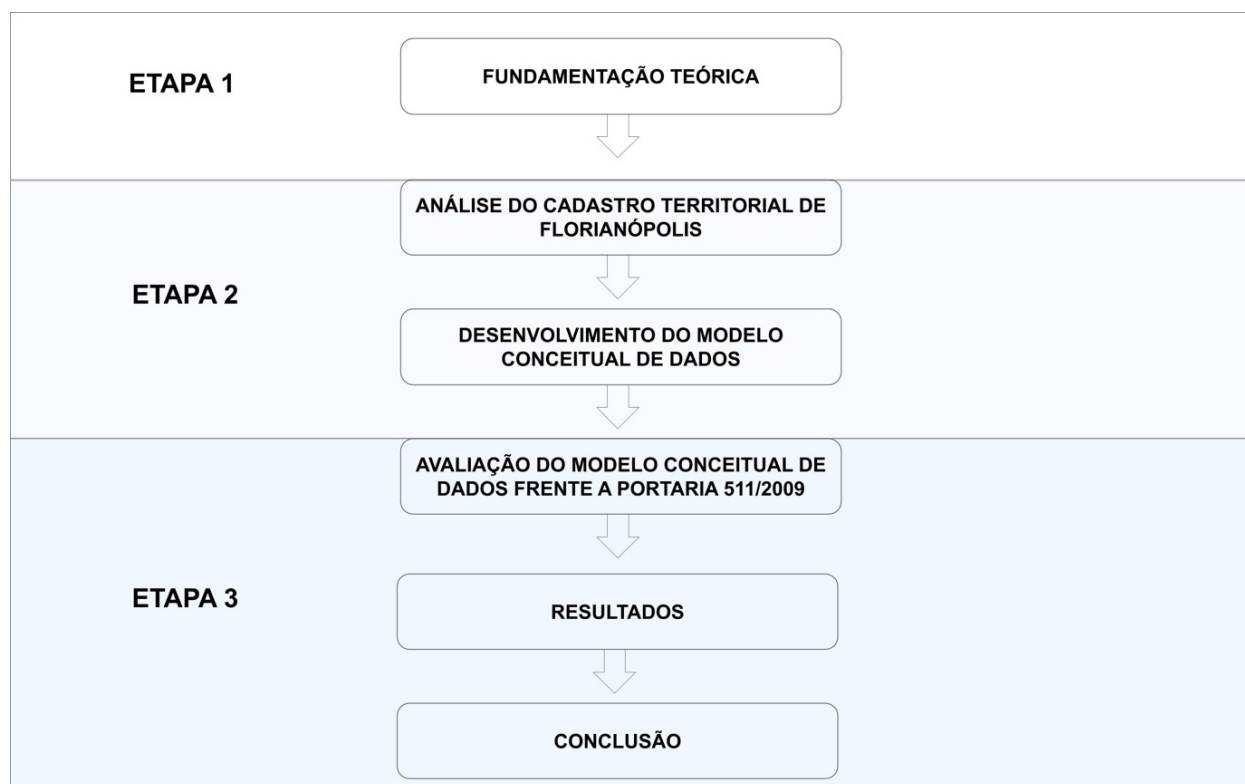 ETAPA 1
FUNDAMENTAÇÃO TEÓRICA
ETAPA 2
ANÁLISE DO CADASTRO TERRITORIAL DE
FLORIANÓPOLIS
DESENVOLVIMENTO DO MODELO
CONCEITUAL DE DADOS
ETAPA 3
AVALIAÇÃO DO MODELO CONCEITUAL DE
DADOS FRENTE A PORTARIA 511/2009
RESULTADOS
CONCLUSÃO